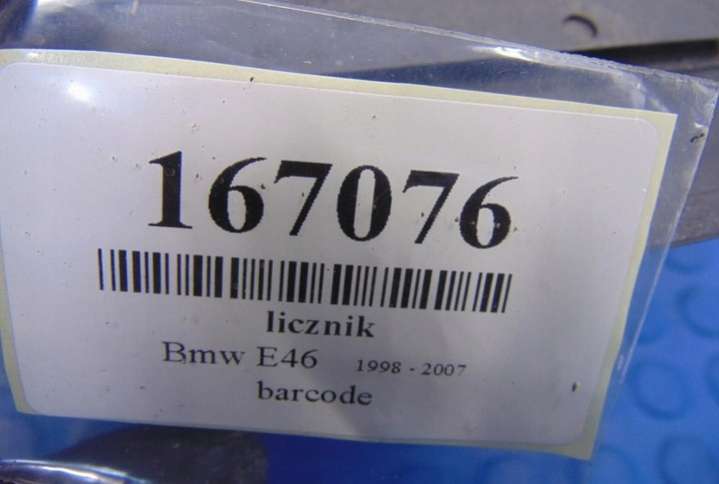 167076
licznik
Bmw E46 1998 - 2007
barcode